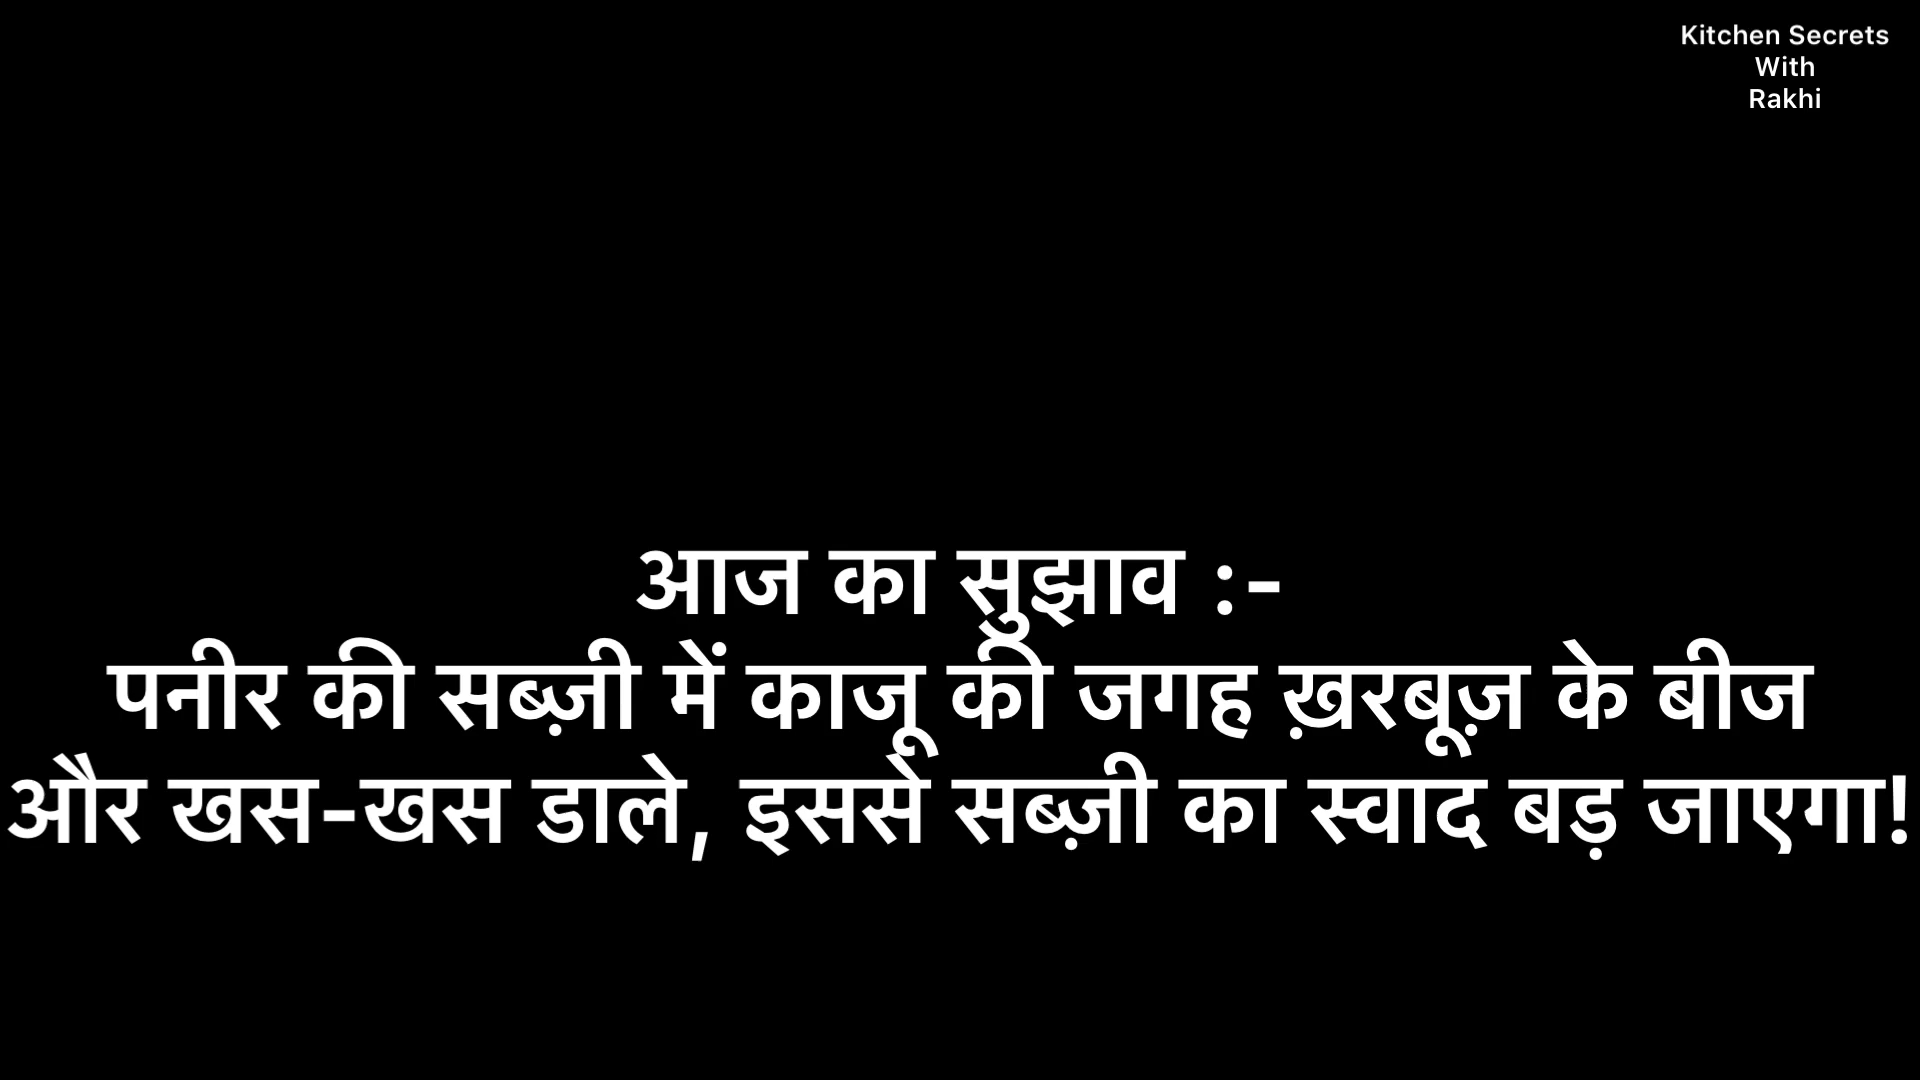 Kitchen Secrets
With
Rakhi
आज का सुझाव :-
पनीर की सब्ज़ी में काजू की जगह ख़रबूज़ के बीज
और खस-खस डाले, इससे सब्ज़ी का स्वाद बड़ जाएगा!